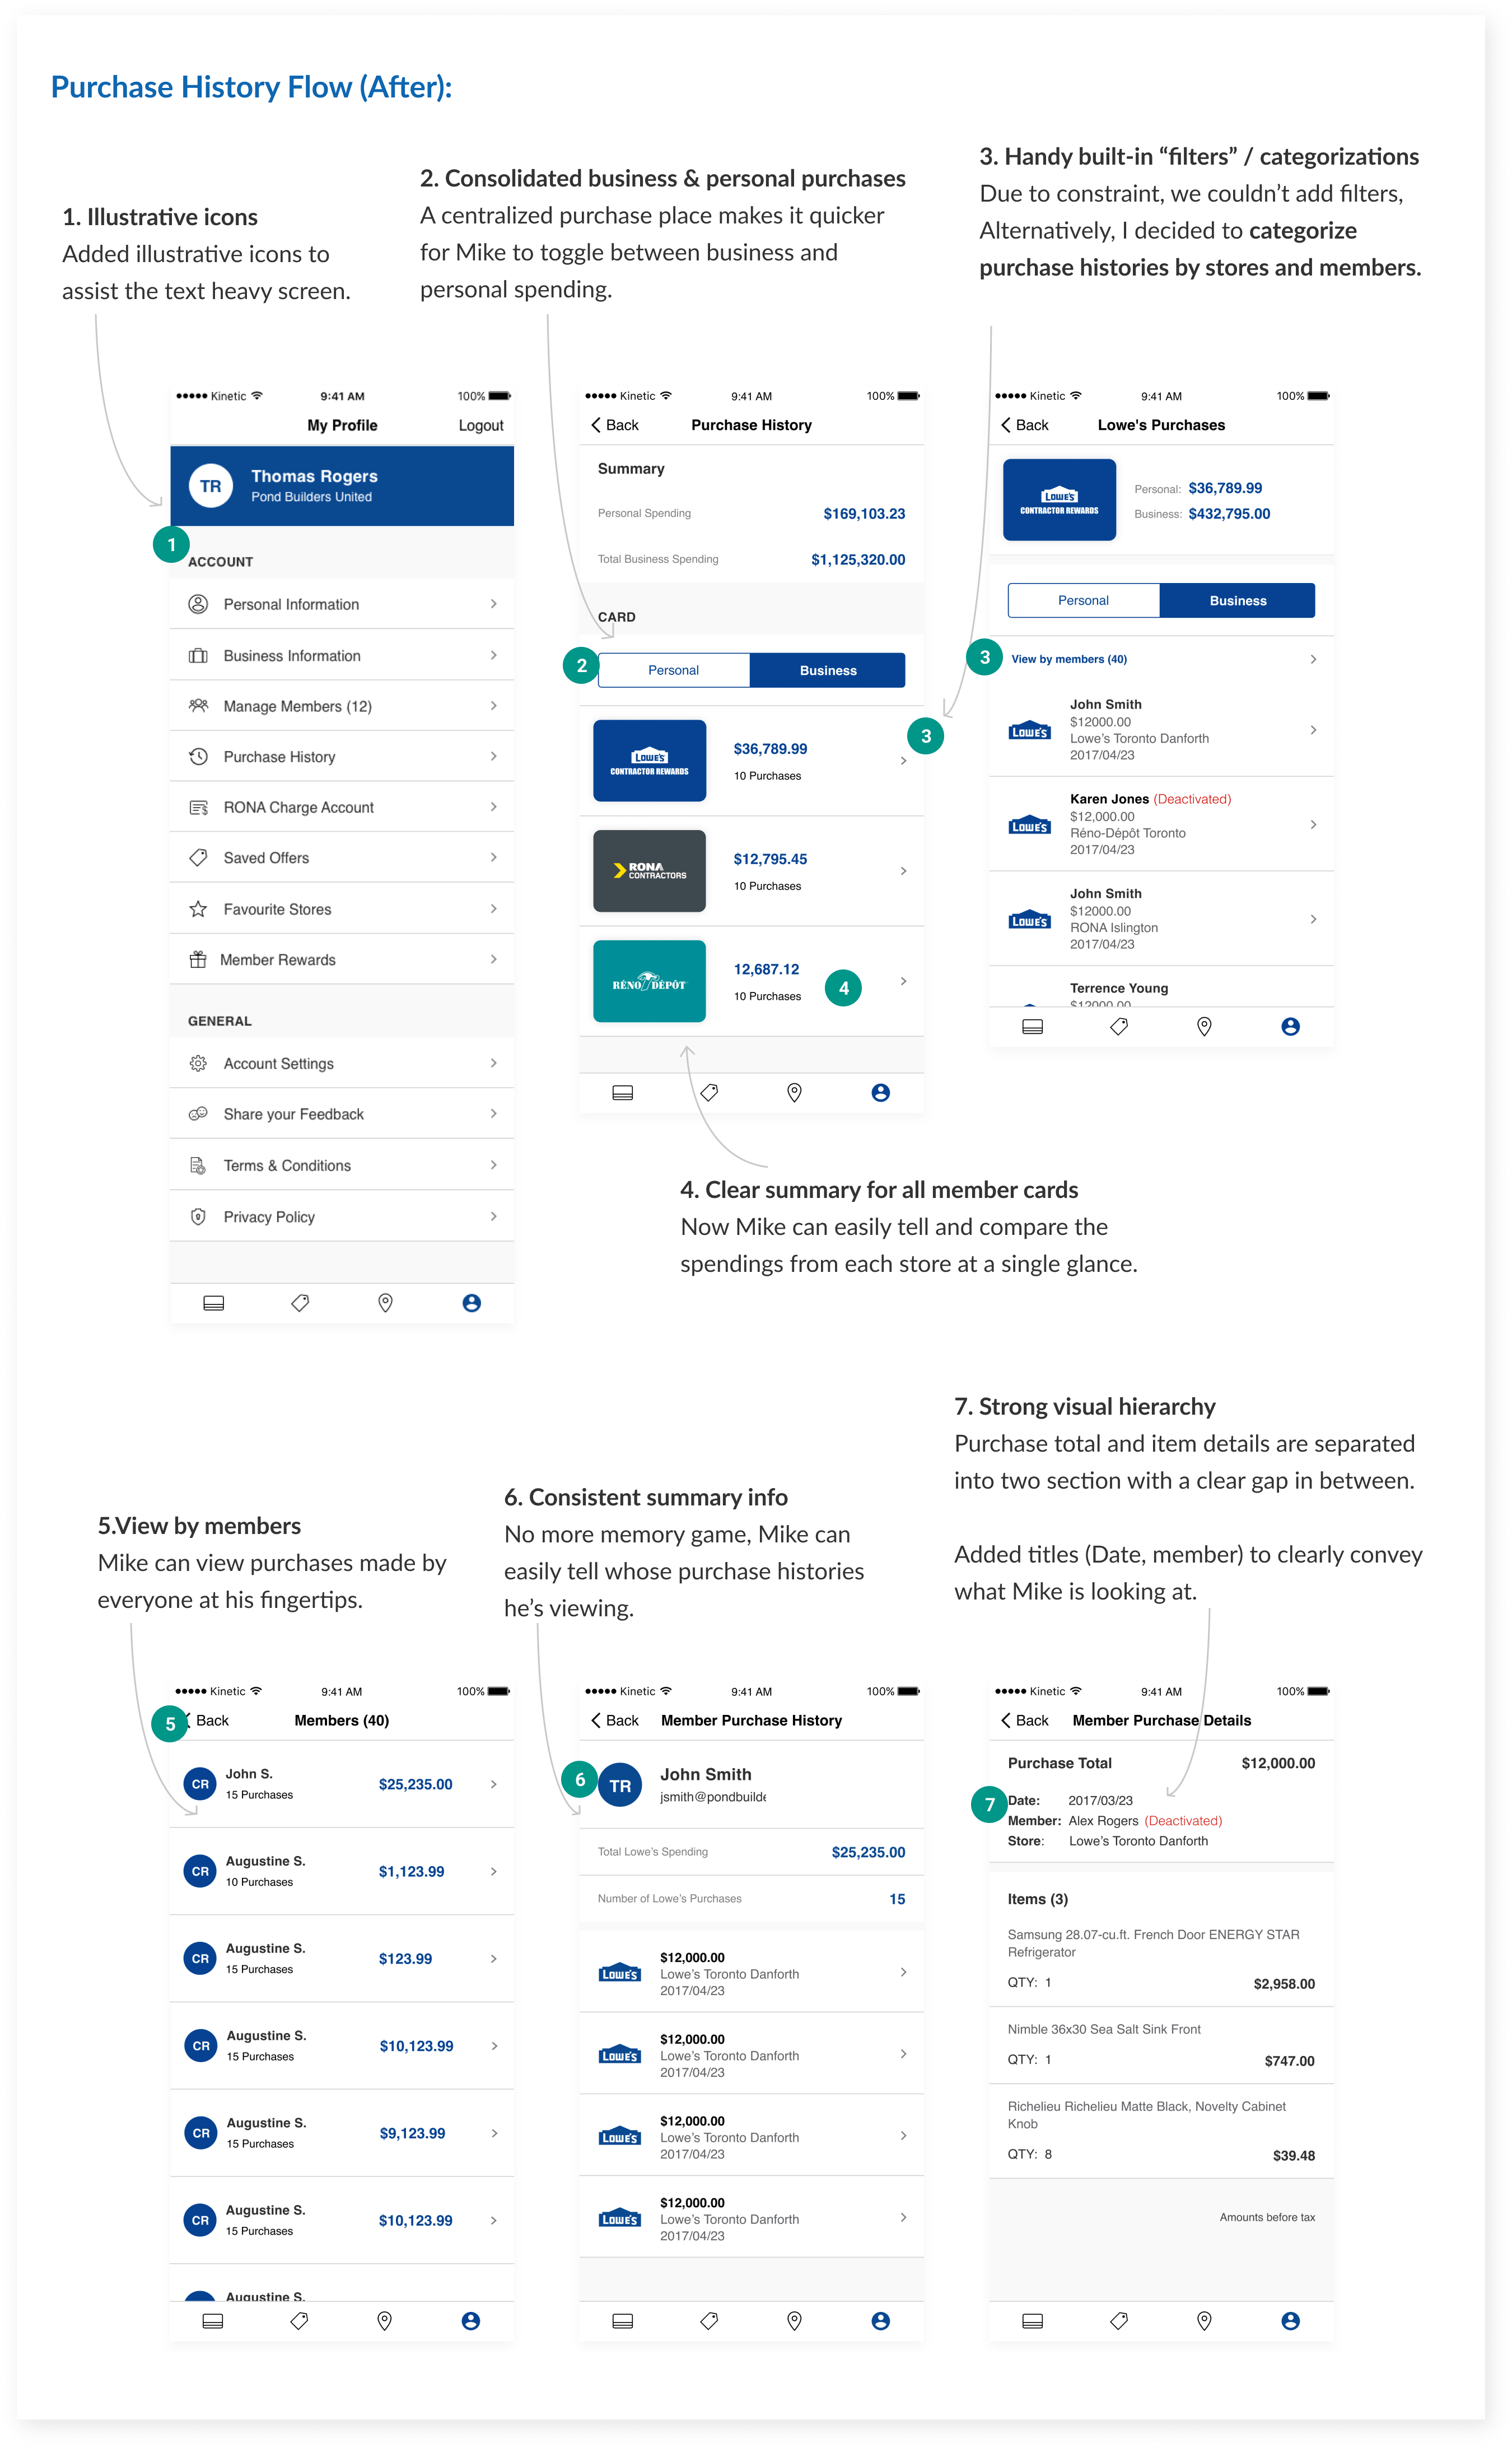 Purchase History Flow (After):
1. Illustrative icons
Added illustrative icons to
assist the text heavy screen.
2. Consolidated business & personal purchases
A centralized purchase place makes it quicker
for Mike to toggle between business and
personal spending.
3. Handy built-in “filters” / categorizations
Due to constraint, we couldn’t add filters,
Alternatively, I decided to categorize
purchase histories by stores and members.
Kinetic 9:41 AM 100%
My Profile Logout
TR
Thomas Rogers
Pond Builders United
1
ACCOUNT
Personal Information
Business Information
Manage Members (12)
Purchase History
RONA Charge Account
Saved Offers
Favourite Stores
Member Rewards
GENERAL
Account Settings
Share your Feedback
Terms & Conditions
Privacy Policy
Kinetic 9:41 AM 100%
Back Purchase History
Summary
Personal Spending $169,103.23
Total Business Spending $1,125,320.00
CARD
2
Personal Business
LOWE'S
CONTRACTOR REWARDS
$36,789.99
10 Purchases
3
RONA
CONTRACTORS
$12,795.45
10 Purchases
RÉNO DÉPÔT
12,687.12
10 Purchases
4
Kinetic 9:41 AM 100%
Back Lowe's Purchases
LOWE'S
CONTRACTOR REWARDS
Personal: $36,789.99
Business: $432,795.00
Personal Business
3
View by members (40)
LOWE'S
John Smith
$12000.00
Lowe’s Toronto Danforth
2017/04/23
LOWE'S
Karen Jones (Deactivated)
$12,000.00
Réno-Dépôt Toronto
2017/04/23
LOWE'S
John Smith
$12000.00
RONA Islington
2017/04/23
Terrence Young
$12000.00
4. Clear summary for all member cards
Now Mike can easily tell and compare the
spendings from each store at a single glance.
5.View by members
Mike can view purchases made by
everyone at his fingertips.
6. Consistent summary info
No more memory game, Mike can
easily tell whose purchase histories
he’s viewing.
7. Strong visual hierarchy
Purchase total and item details are separated
into two section with a clear gap in between.
Added titles (Date, member) to clearly convey
what Mike is looking at.
Kinetic 9:41 AM 100%
5
Back Members (40)
CR
John S.
15 Purchases
$25,235.00
CR
Augustine S.
10 Purchases
$1,123.99
CR
Augustine S.
15 Purchases
$123.99
CR
Augustine S.
15 Purchases
$10,123.99
CR
Augustine S.
15 Purchases
$9,123.99
CR
Augustine S.
15 Purchases
$10,123.99
Augustine S.
Kinetic 9:41 AM 100%
Back Member Purchase History
6
TR
John Smith
jsmith@pondbuilde
Total Lowe’s Spending $25,235.00
Number of Lowe’s Purchases 15
LOWE'S
$12,000.00
Lowe’s Toronto Danforth
2017/04/23
LOWE'S
$12,000.00
Lowe’s Toronto Danforth
2017/04/23
LOWE'S
$12,000.00
Lowe’s Toronto Danforth
2017/04/23
LOWE'S
$12,000.00
Lowe’s Toronto Danforth
2017/04/23
Kinetic 9:41 AM 100%
Back Member Purchase Details
Purchase Total $12,000.00
7
Date: 2017/03/23
Member: Alex Rogers (Deactivated)
Store: Lowe’s Toronto Danforth
Items (3)
Samsung 28.07-cu.ft. French Door ENERGY STAR
Refrigerator
QTY: 1 $2,958.00
Nimble 36x30 Sea Salt Sink Front
QTY: 1 $747.00
Richelieu Richelieu Matte Black, Novelty Cabinet
Knob
QTY: 8 $39.48
Amounts before tax